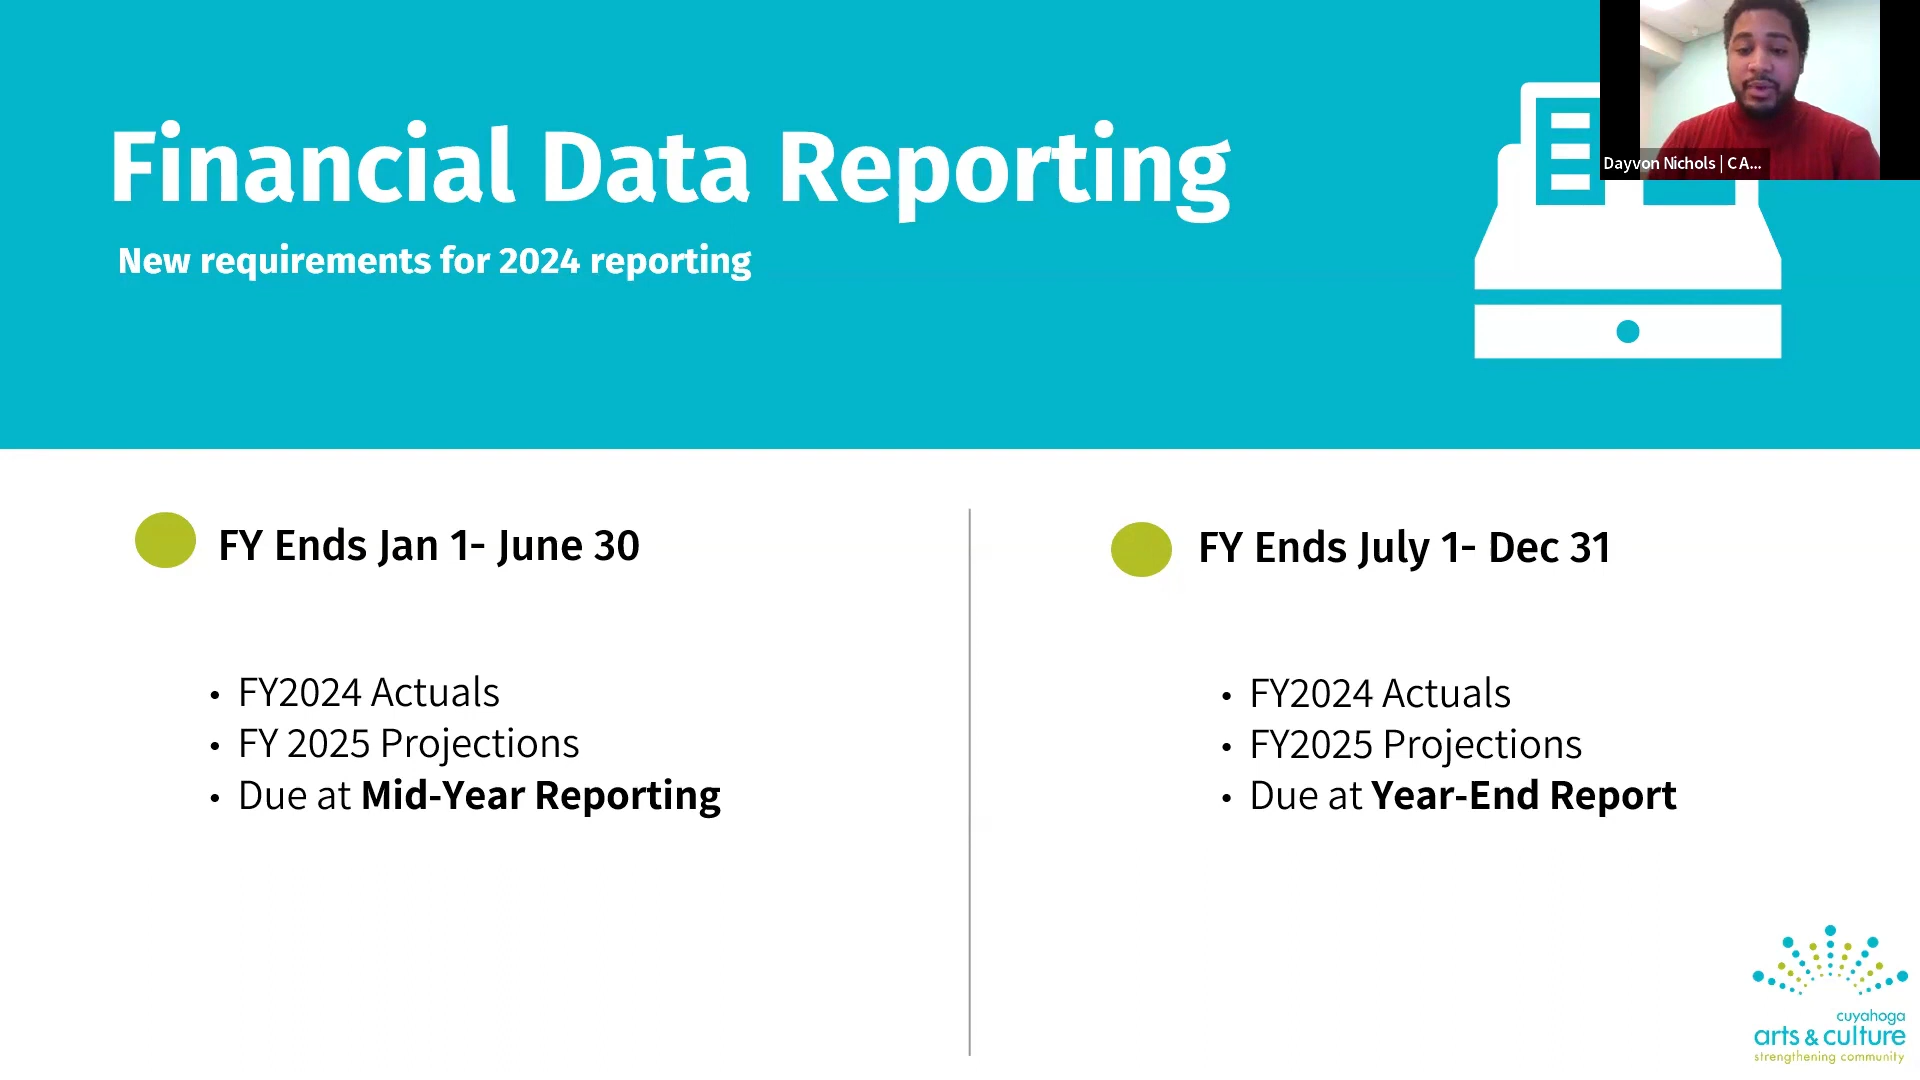 Financial Data Reporting
New requirements for 2024 reporting
Dayvon Nichols | C A...
FY Ends Jan 1- June 30
• FY2024 Actuals
• FY 2025 Projections
• Due at Mid-Year Reporting
FY Ends July 1- Dec 31
• FY2024 Actuals
• FY2025 Projections
• Due at Year-End Report
cuyahoga
arts & culture
strengthening community